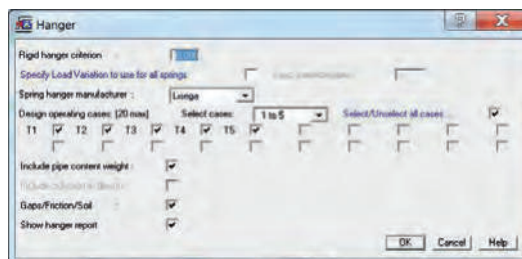 Hanger
Rigid hanger criterion :
Specify Load Variation to use for all springs
Spring hanger manufacturer : Lisega
Design operating cases: (20 max) Select cases: 1 to 5 Select/Unselect all cases
T1 T2 T3 T4 T5
Include pipe content weight :
Gaps/Friction/Soil :
Show hanger report
OK Cancel Help